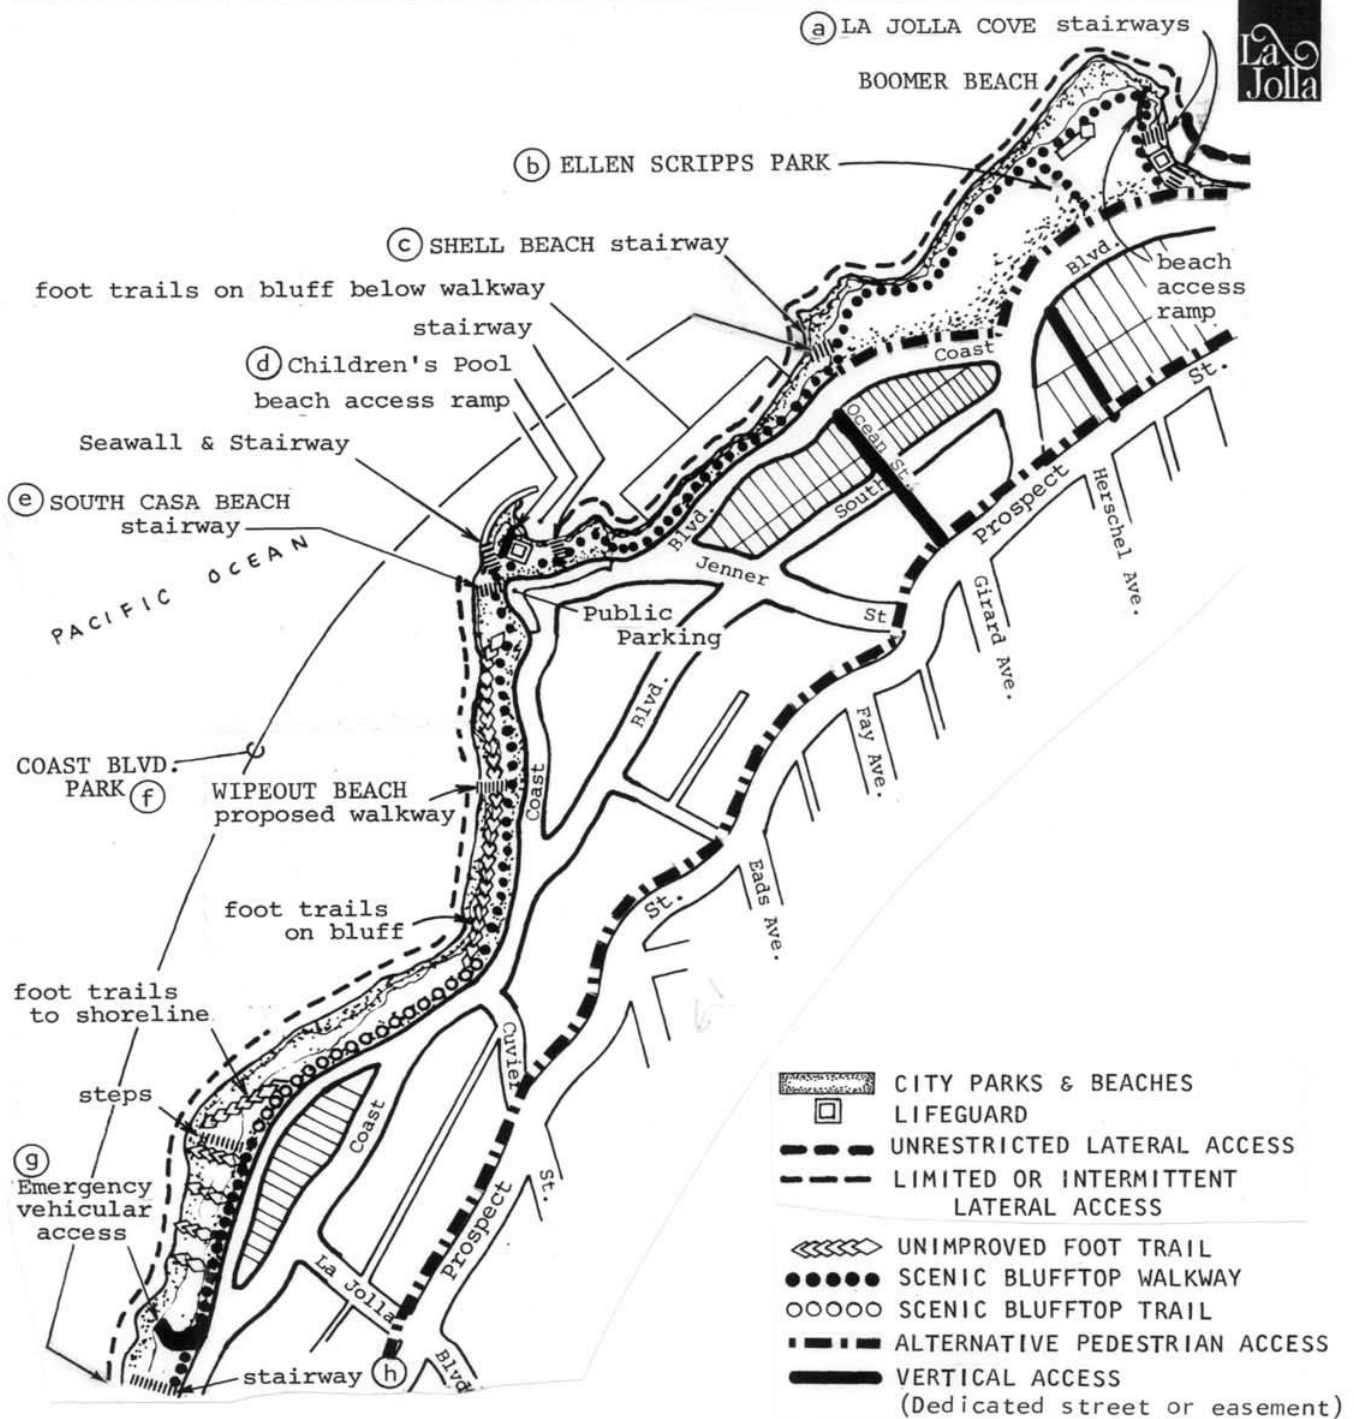 ⓐ LA JOLLA COVE stairways
La
Jolla
BOOMER BEACH
ⓑ ELLEN SCRIPPS PARK
ⓒ SHELL BEACH stairway
Blvd.
beach
access
ramp
foot trails on bluff below walkway
stairway
ⓓ Children's Pool
beach access ramp
Coast
St.
Seawall & Stairway
Ocean St.
South
Prospect
Herschel Ave.
ⓔ SOUTH CASA BEACH
stairway
Blvd.
PACIFIC OCEAN
Jenner
St
Girard Ave.
Public
Parking
Blvd.
Fay Ave.
COAST BLVD.
PARK ⓕ
WIPEOUT BEACH
proposed walkway
Coast
Eads Ave.
St.
foot trails
on bluff
foot trails
to shoreline
Cuvier
steps
Coast
St.
Prospect
ⓖ
Emergency
vehicular
access
La Jolla
Blvd
stairway ⓗ
CITY PARKS & BEACHES
LIFEGUARD
UNRESTRICTED LATERAL ACCESS
LIMITED OR INTERMITTENT
LATERAL ACCESS
UNIMPROVED FOOT TRAIL
SCENIC BLUFFTOP WALKWAY
SCENIC BLUFFTOP TRAIL
ALTERNATIVE PEDESTRIAN ACCESS
VERTICAL ACCESS
(Dedicated street or easement)